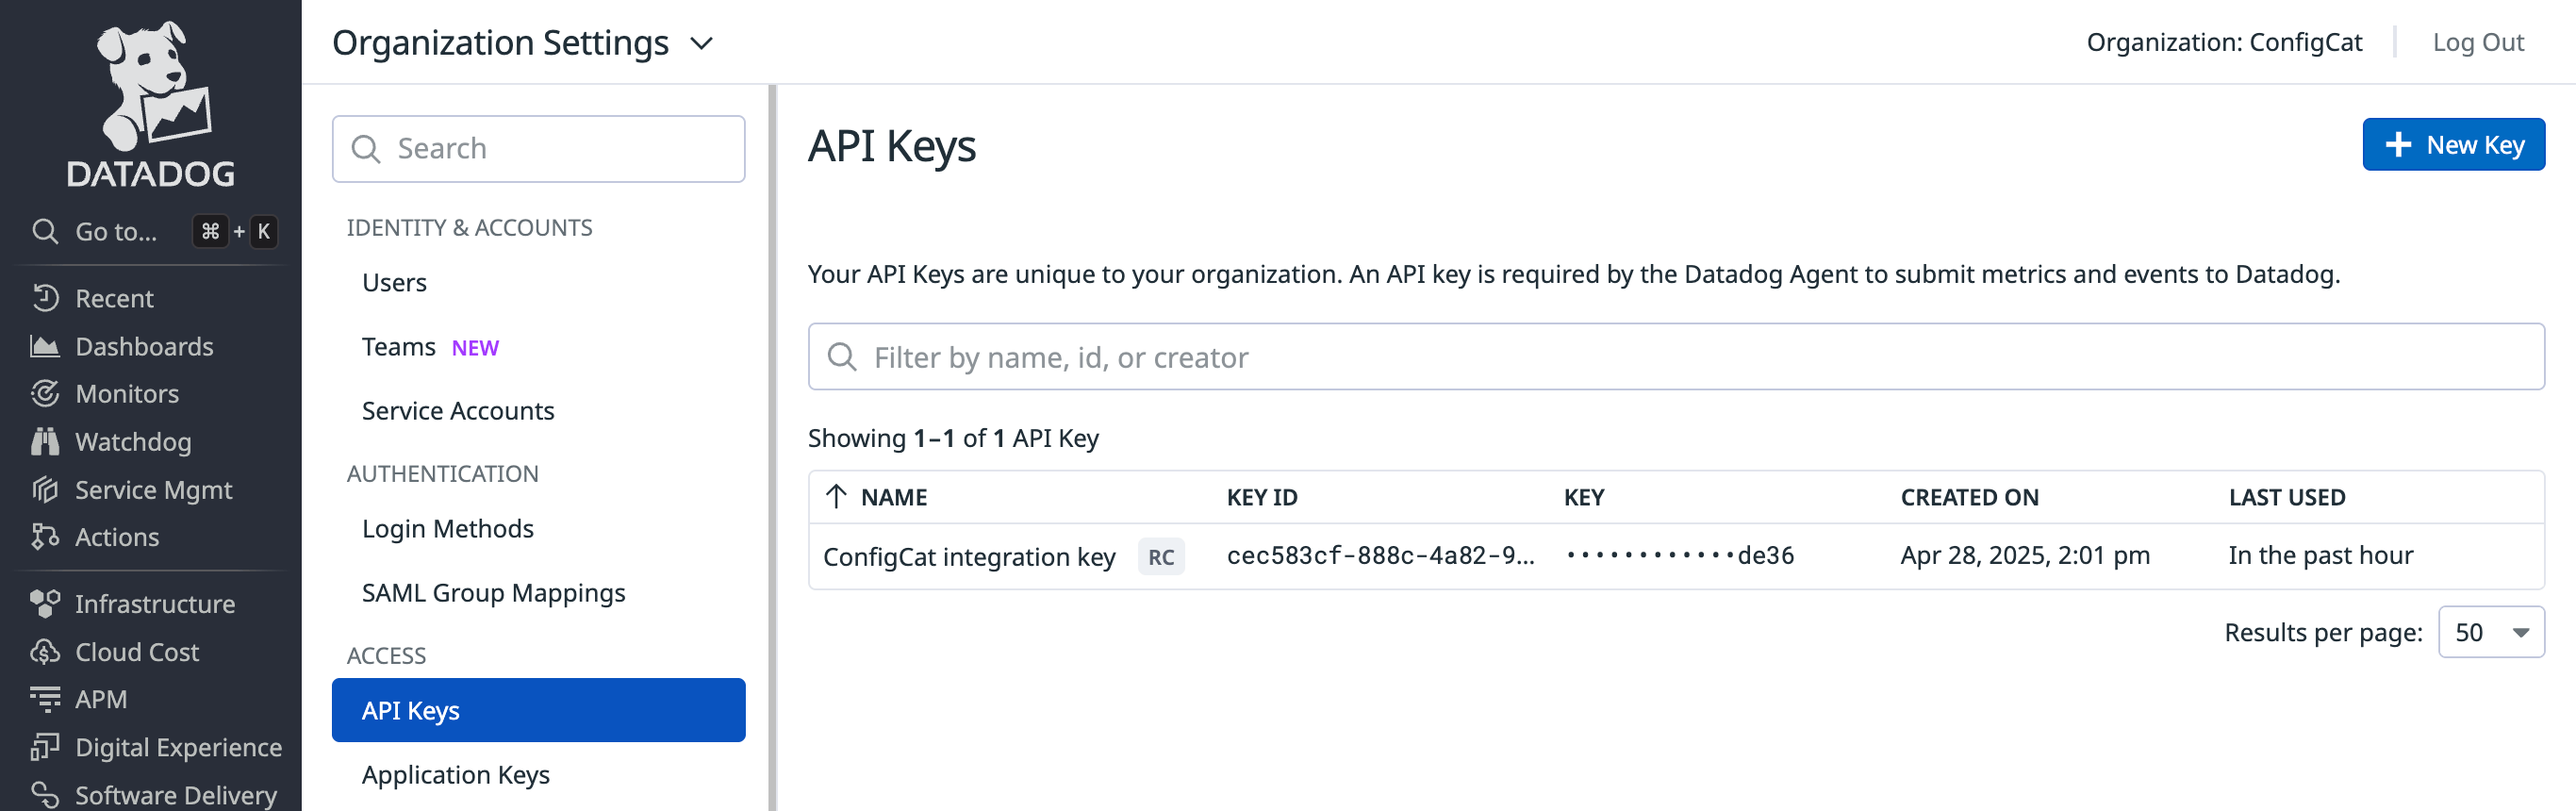 DATADOG
Go to... ⌘ + K
Recent
Dashboards
Monitors
Watchdog
Service Mgmt
Actions
Infrastructure
Cloud Cost
APM
Digital Experience
Software Delivery
Organization Settings
Organization: ConfigCat
Log Out
Search
IDENTITY & ACCOUNTS
Users
Teams NEW
Service Accounts
AUTHENTICATION
Login Methods
SAML Group Mappings
ACCESS
API Keys
Application Keys
API Keys
+ New Key
Your API Keys are unique to your organization. An API key is required by the Datadog Agent to submit metrics and events to Datadog.
Filter by name, id, or creator
Showing 1–1 of 1 API Key
↑ NAME KEY ID KEY CREATED ON LAST USED
ConfigCat integration key RC cec583cf-888c-4a82-9... ••••••••••••de36 Apr 28, 2025, 2:01 pm In the past hour
Results per page: 50